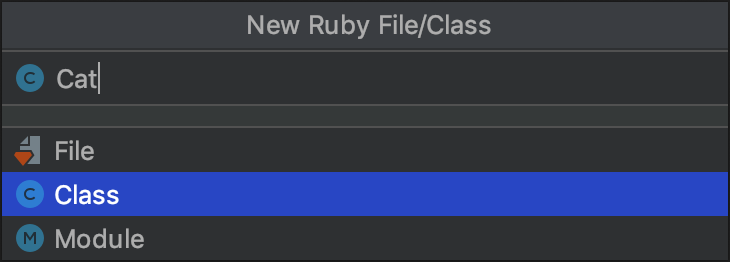 New Ruby File/Class
C Cat
File
C Class
M Module